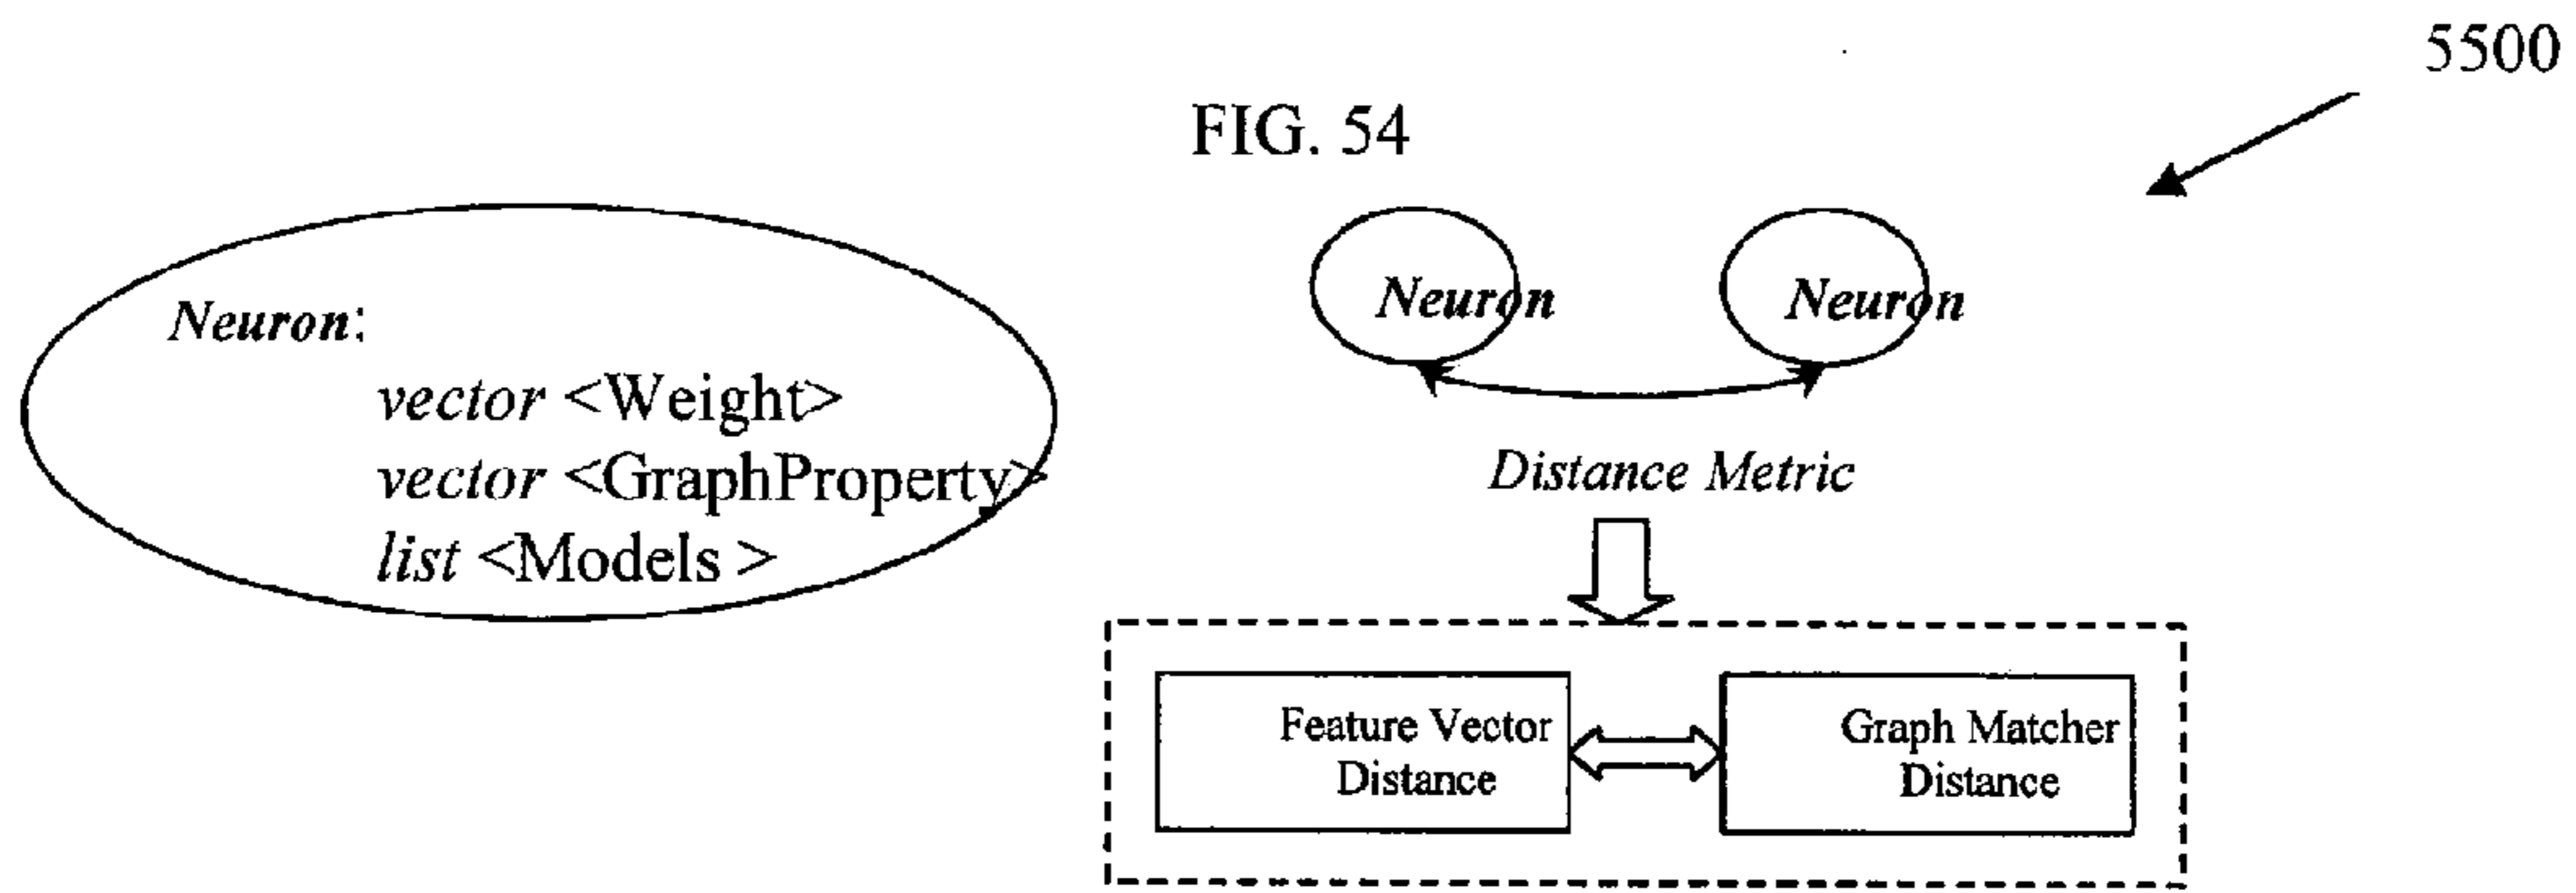 5500
FIG. 54
Neuron:
vector <Weight>
vector <GraphProperty>
list <Models >
Neuron
Neuron
Distance Metric
Feature Vector
Distance
Graph Matcher
Distance